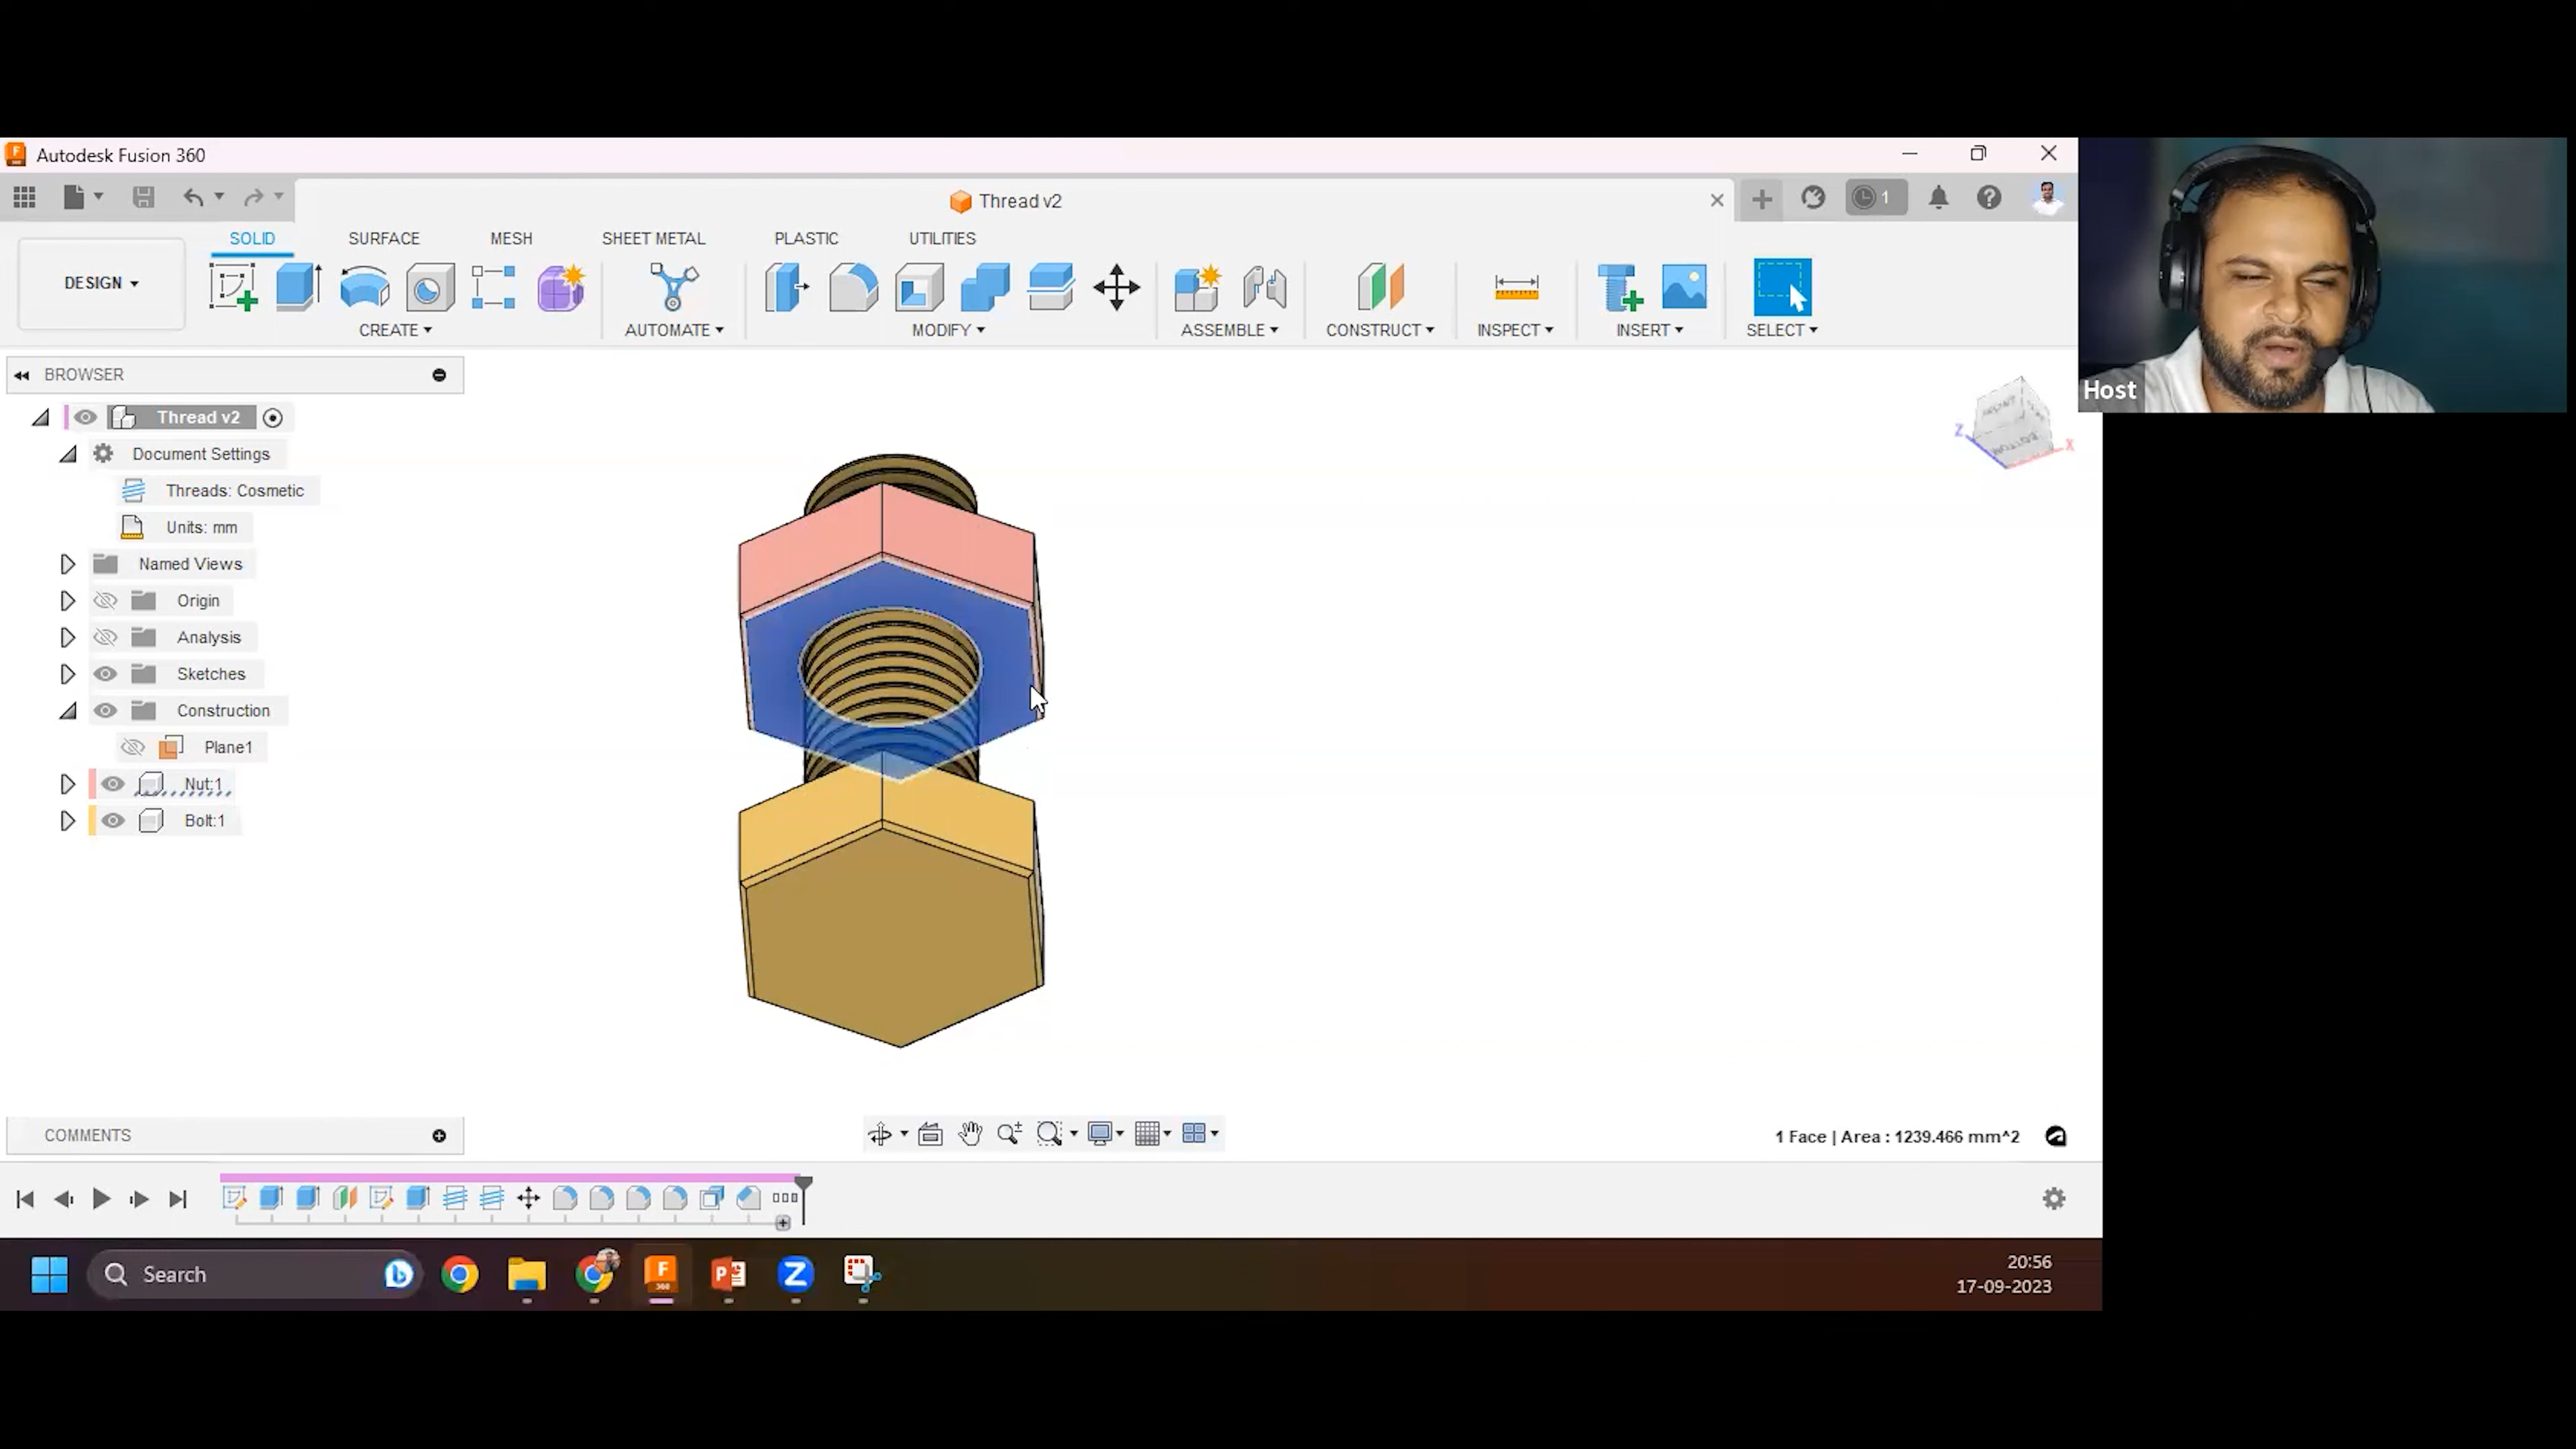 Autodesk Fusion 360
Thread v2
1
SOLID SURFACE MESH SHEET METAL PLASTIC UTILITIES
DESIGN
CREATE AUTOMATE MODIFY ASSEMBLE CONSTRUCT INSPECT INSERT SELECT
BROWSER
Host
Thread v2
Document Settings
Threads: Cosmetic
Units: mm
Named Views
Origin
Analysis
Sketches
Construction
Plane1
Nut:1
Bolt:1
Z
X
BOTTOM
COMMENTS
1 Face | Area : 1239.466 mm^2
Search
20:56
17-09-2023